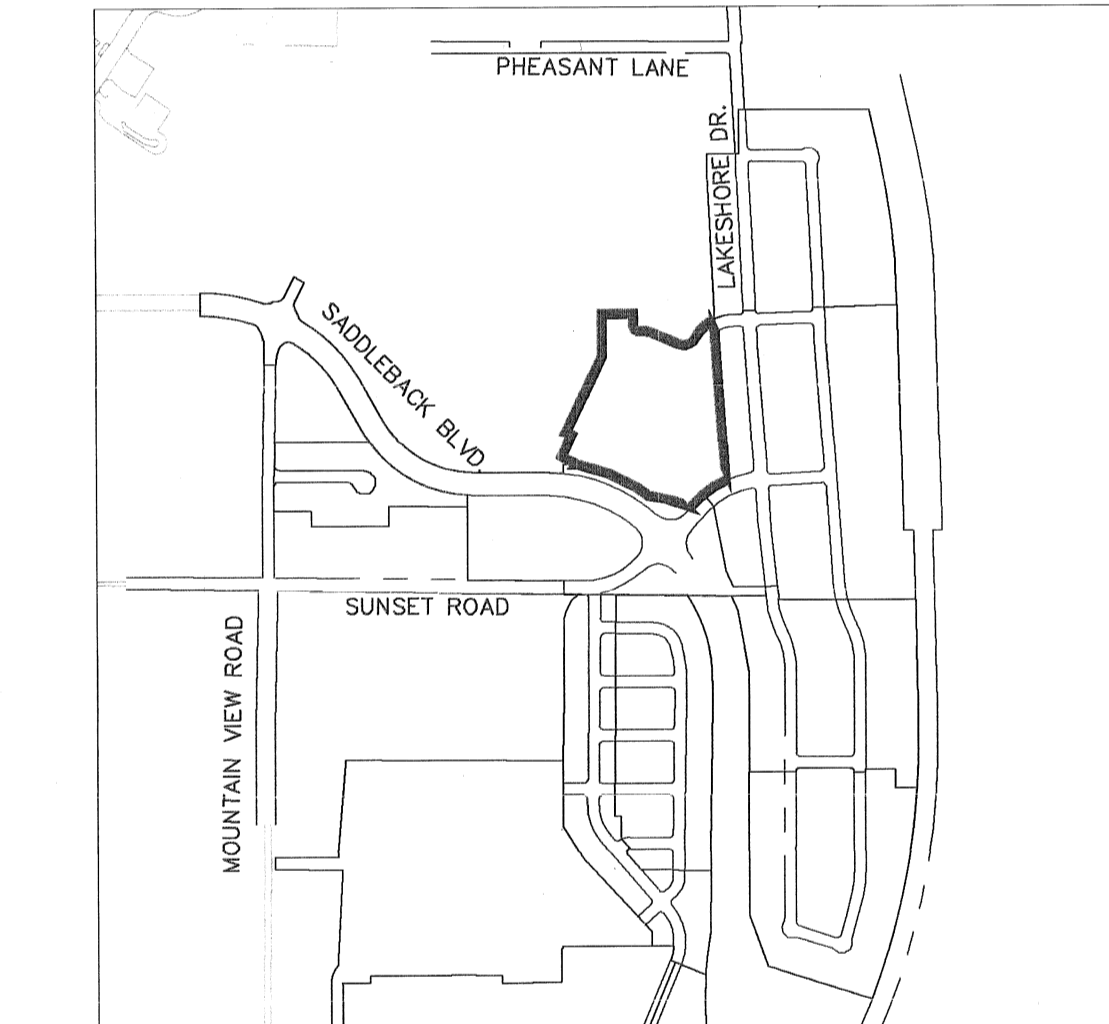 PHEASANT LANE
LAKESHORE DR.
SADDLEBACK BLVD.
SUNSET ROAD
MOUNTAIN VIEW ROAD